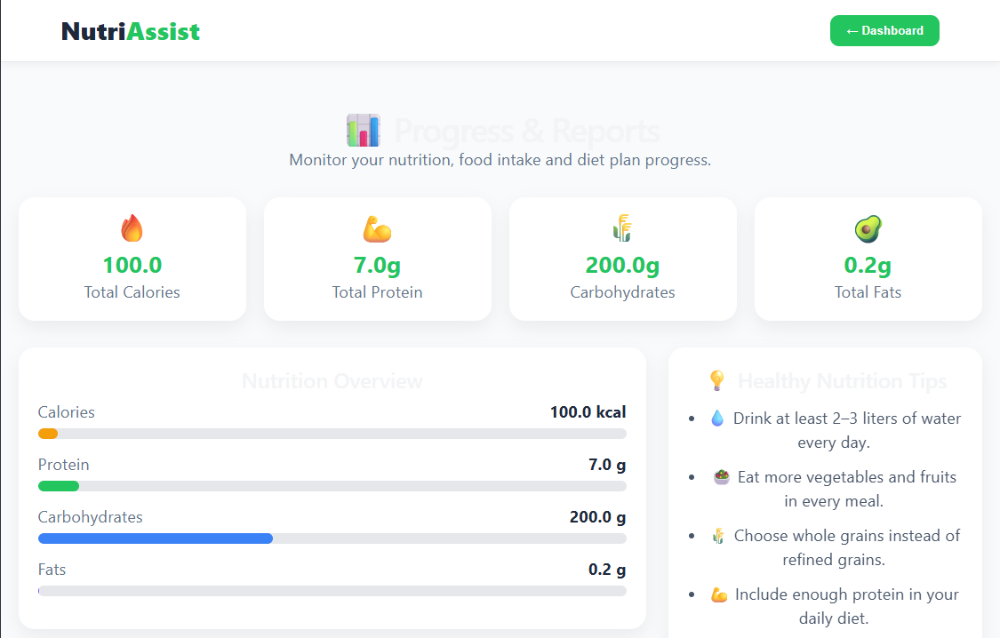 NutriAssist
← Dashboard
Progress & Reports
Monitor your nutrition, food intake and diet plan progress.
100.0
Total Calories
7.0g
Total Protein
200.0g
Carbohydrates
0.2g
Total Fats
Nutrition Overview
Calories 100.0 kcal
Protein 7.0 g
Carbohydrates 200.0 g
Fats 0.2 g
Healthy Nutrition Tips
• Drink at least 2–3 liters of water
every day.
• Eat more vegetables and fruits
in every meal.
• Choose whole grains instead of
refined grains.
• Include enough protein in your
daily diet.